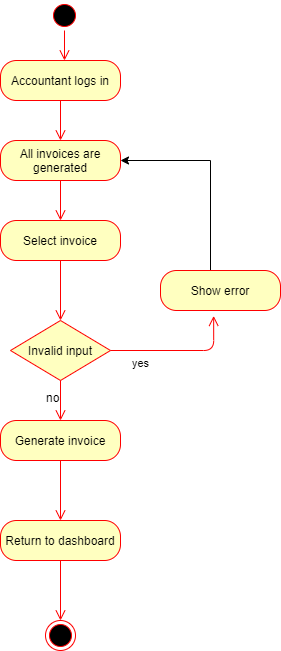 Accountant logs in
All invoices are
generated
Select invoice
Show error
Invalid input
yes
no
Generate invoice
Return to dashboard